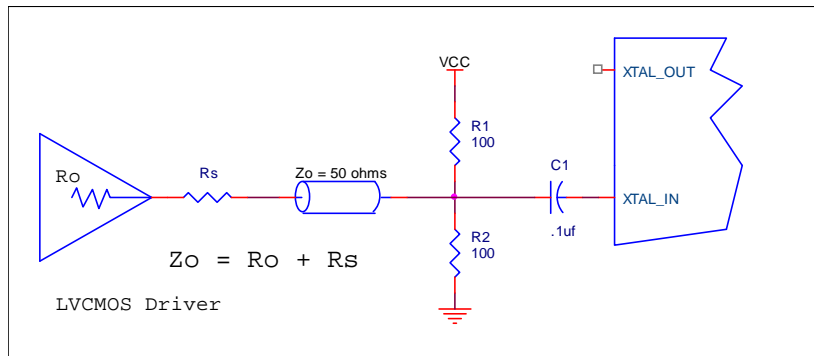 VCC
XTAL_OUT
R1
100
C1
Ro
Rs
Zo = 50 ohms
XTAL_IN
.1uf
R2
100
Zo = Ro + Rs
LVCMOS Driver